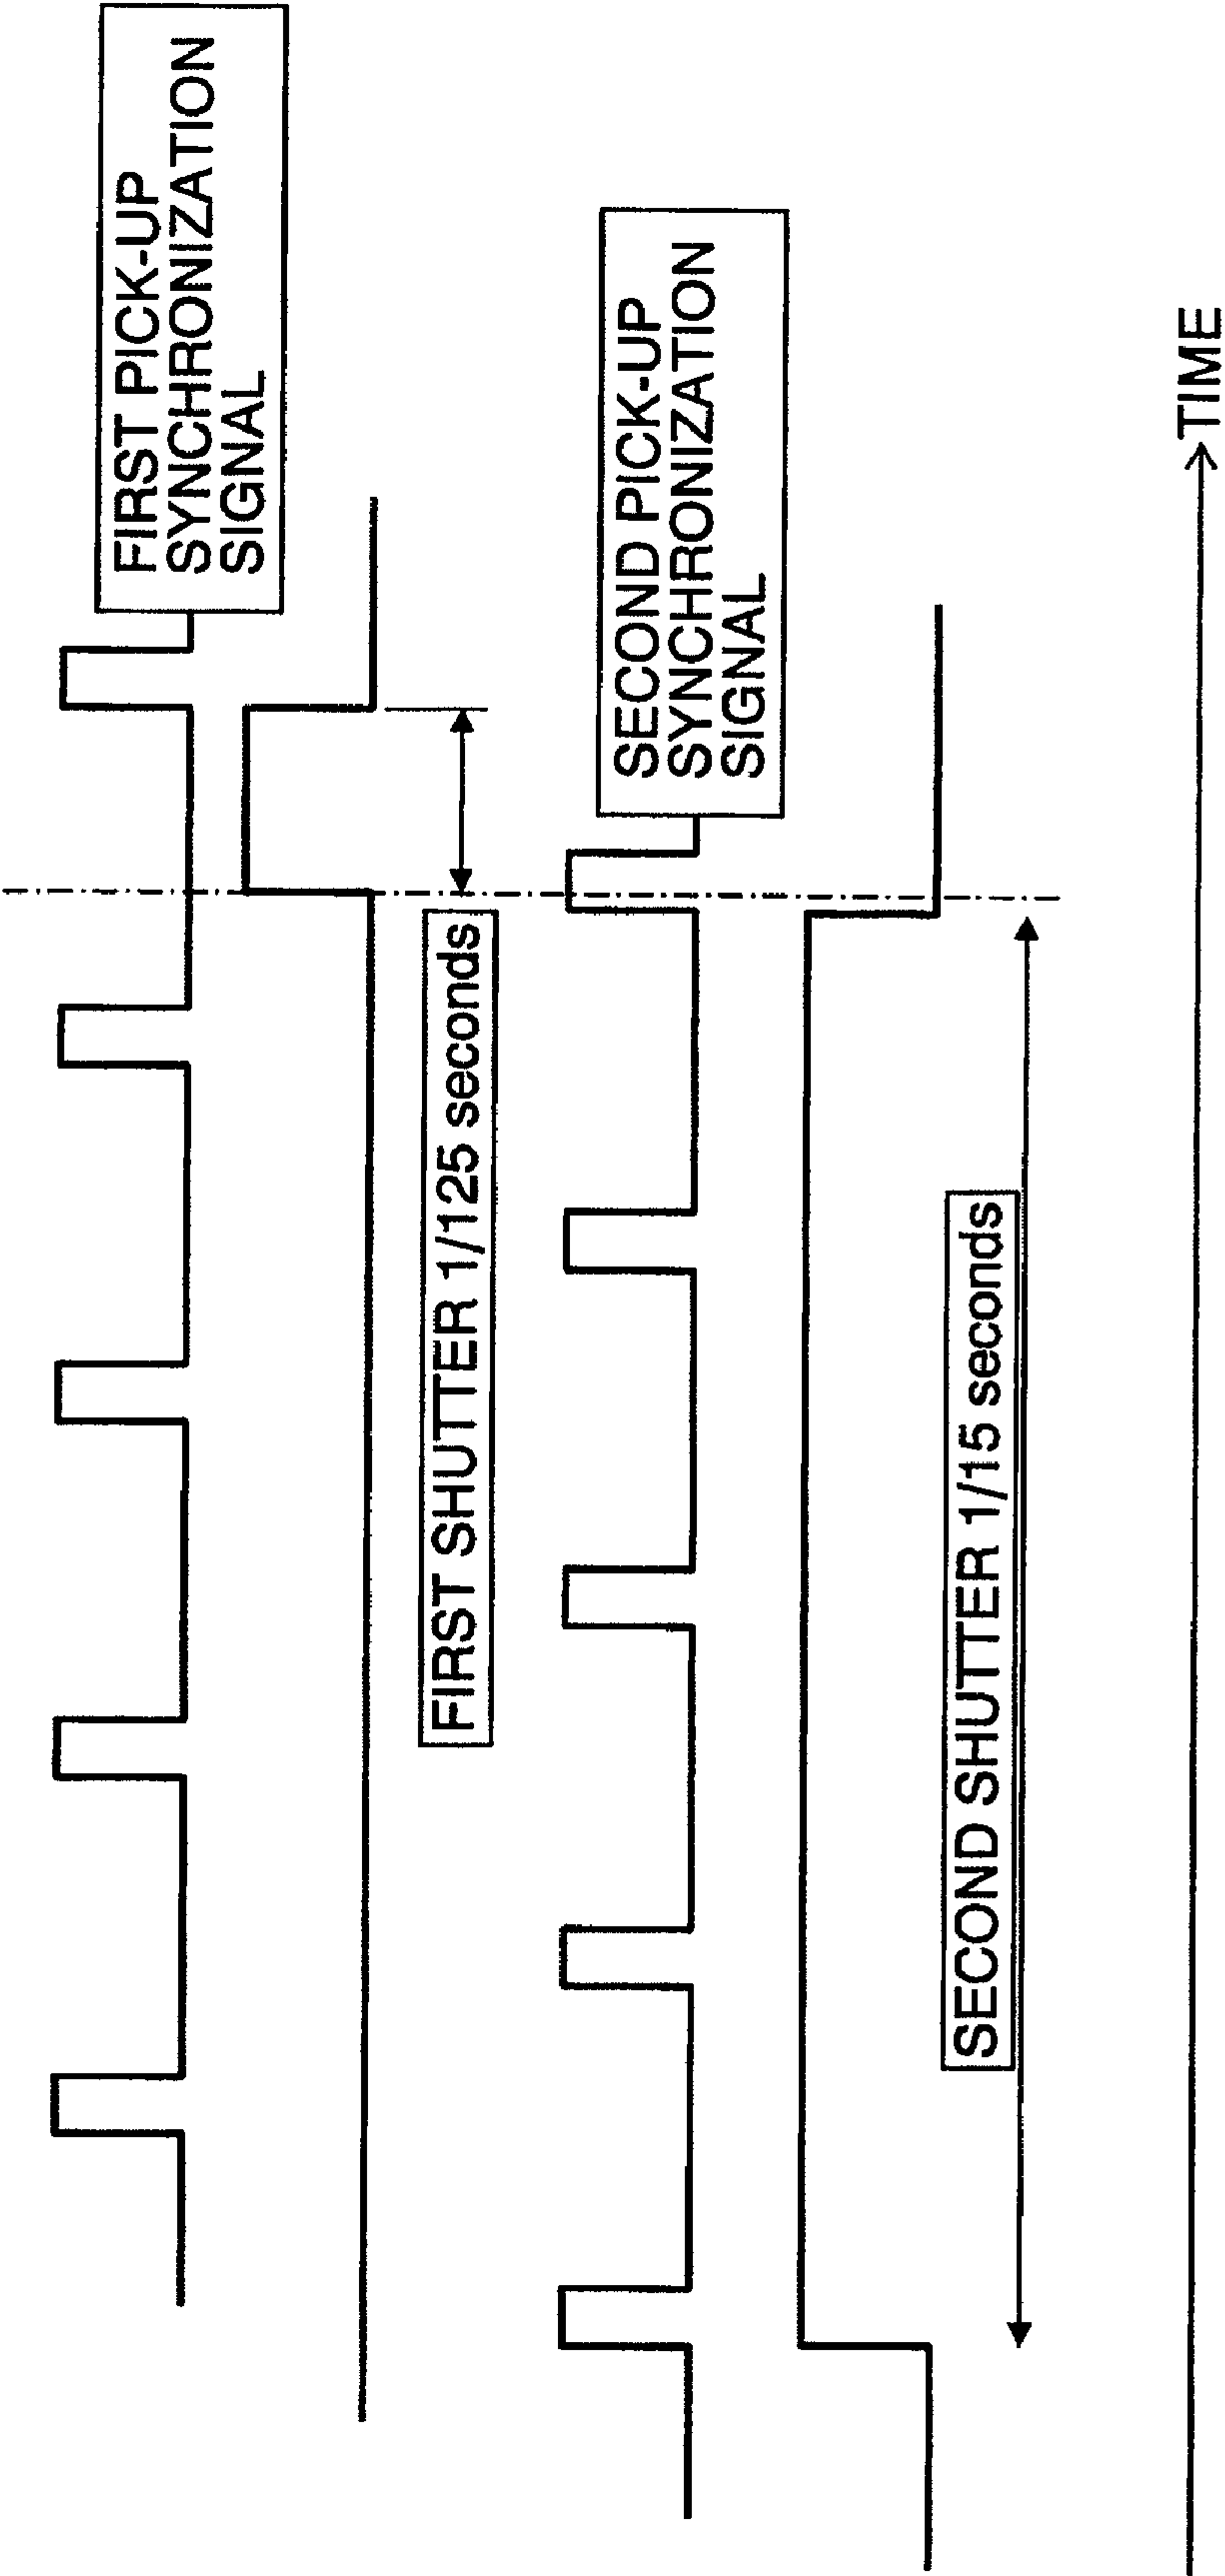 FIRST PICK-UP
SYNCHRONIZATION
SIGNAL
FIRST SHUTTER 1/125 seconds
SECOND PICK-UP
SYNCHRONIZATION
SIGNAL
SECOND SHUTTER 1/15 seconds
TIME